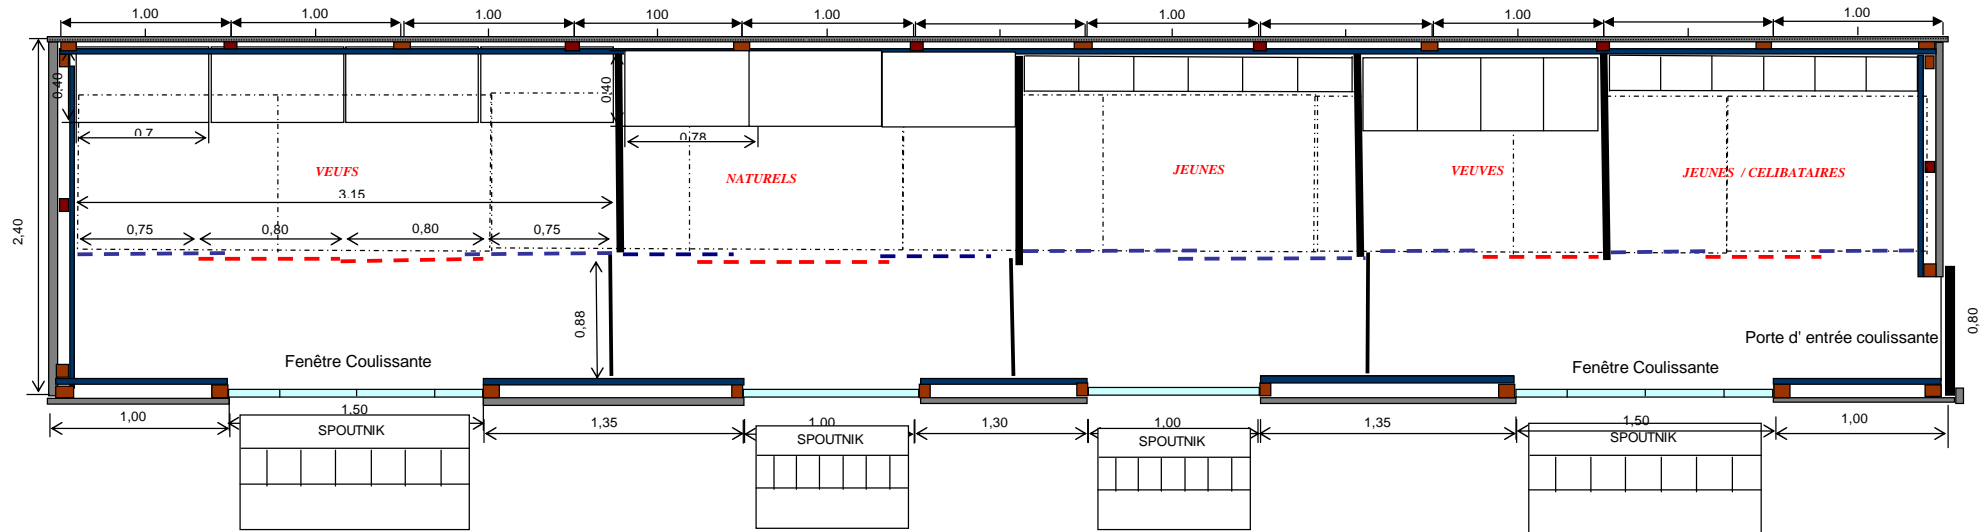 1.00 1.00 1.00 100 1.00 1.00 1.00 1.00
0,40
0,40
0,7
0,78
VEUFS
NATURELS
JEUNES
VEUVES
JEUNES / CELIBATAIRES
3,15
2,40
0,75 0,80 0,80 0,75
0,88
0,80
Porte d' entrée coulissante
Fenêtre Coulissante
Fenêtre Coulissante
1,00 1,50 1,35 1,00 1,30 1,00 1,35 1,50 1,00
SPOUTNIK
SPOUTNIK
SPOUTNIK
SPOUTNIK